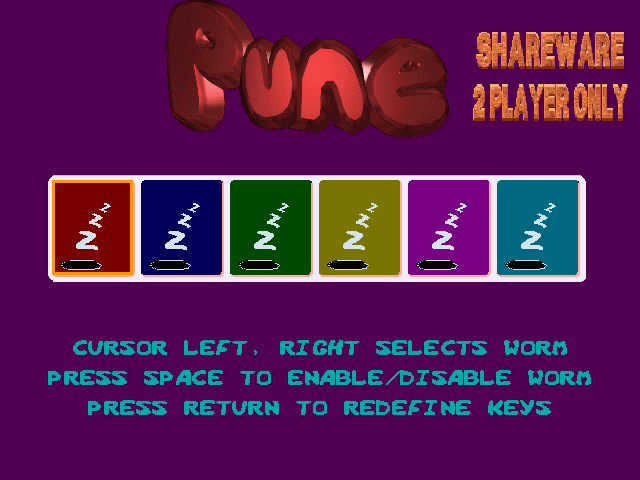 Pune
SHAREWARE
2 PLAYER ONLY
z z z z z z z z z z z z z z z z z z
CURSOR LEFT, RIGHT SELECTS WORM
PRESS SPACE TO ENABLE/DISABLE WORM
PRESS RETURN TO REDEFINE KEYS